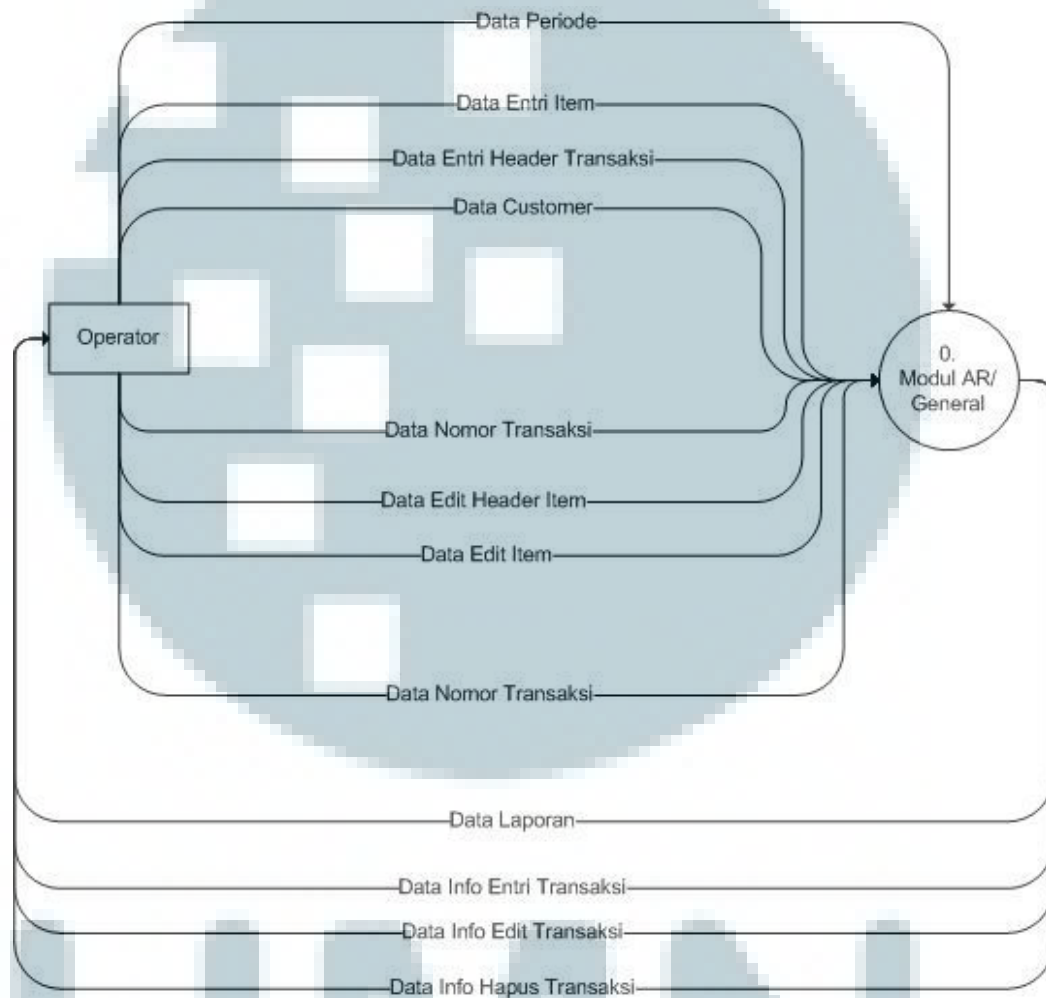 Data Periode
Data Entri Item
Data Entri Header Transaksi
Data Customer
Operator
0.
Modul AR/
General
Data Nomor Transaksi
Data Edit Header Item
Data Edit Item
Data Nomor Transaksi
Data Laporan
Data Info Entri Transaksi
Data Info Edit Transaksi
Data Info Hapus Transaksi